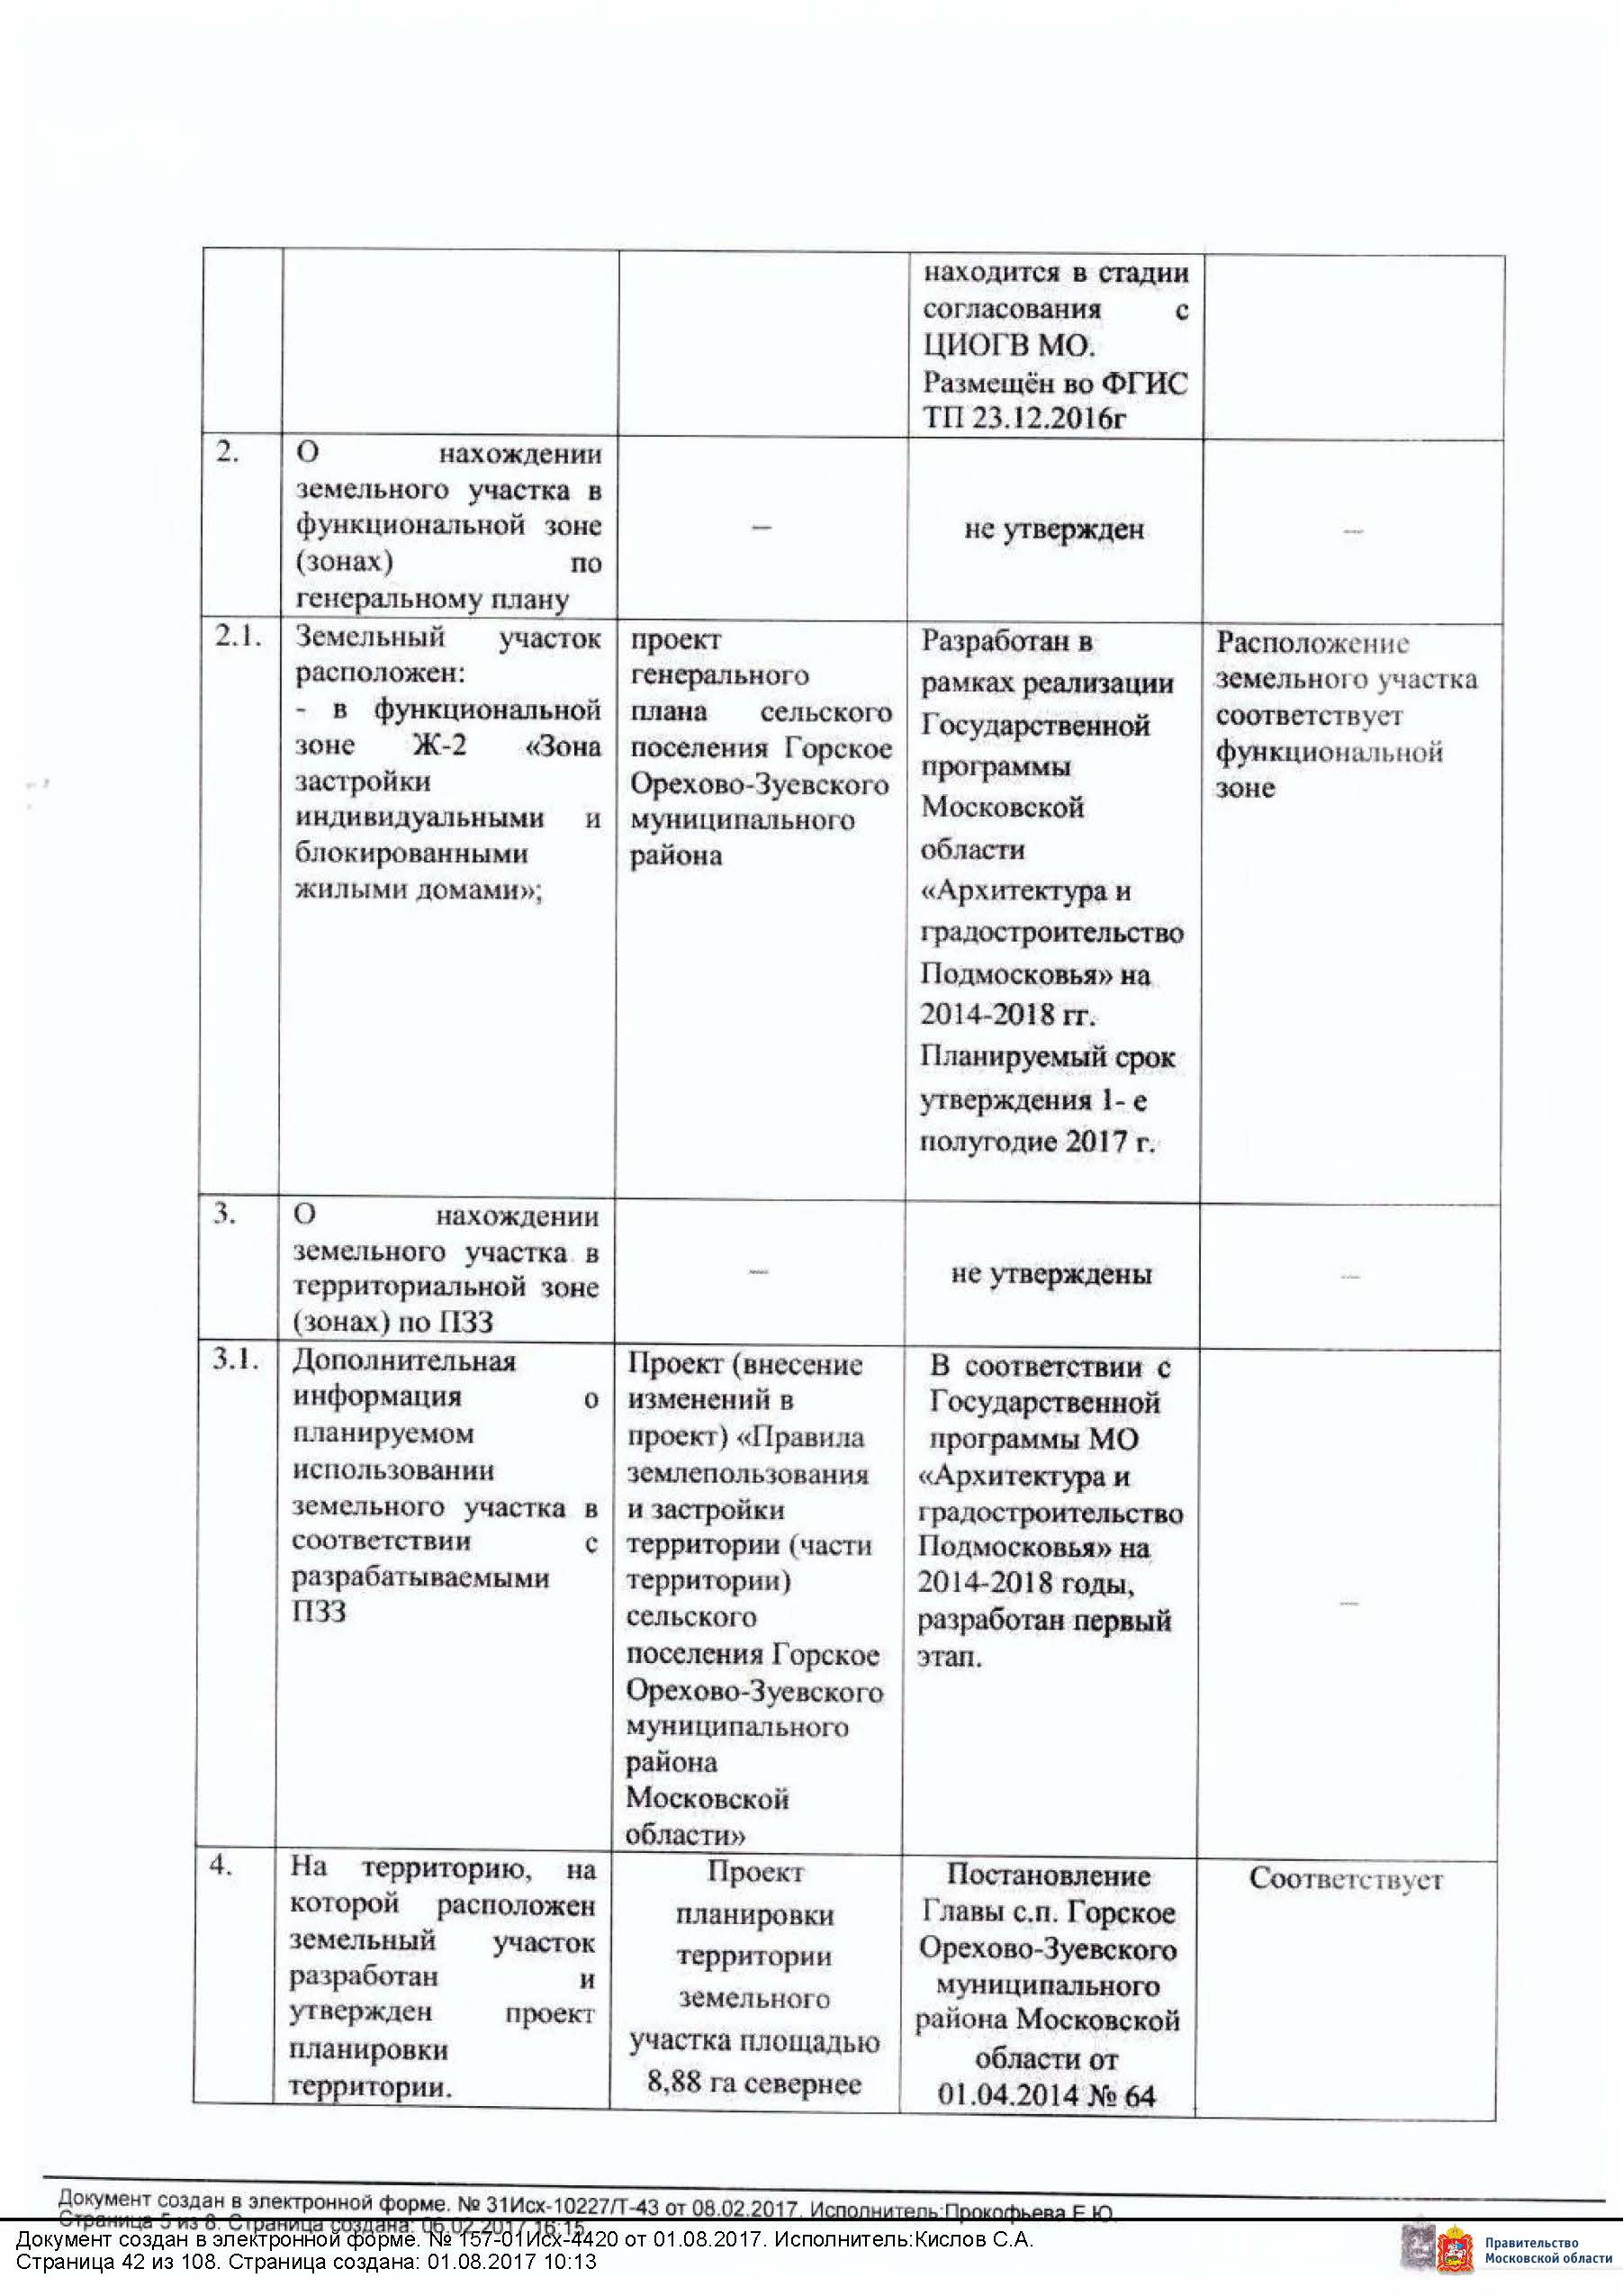 находится в стадии
согласования с
ЦИОГВ МО.
Размещён во ФГИС
ТП 23.12.2016г
2.
О нахождении
земельного участка в
функциональной зоне
(зонах) по
генеральному плану
—
не утвержден
—
2.1.
Земельный участок
расположен:
- в функциональной
зоне Ж-2 «Зона
застройки
индивидуальными и
блокированными
жилыми домами»;
проект
генерального
плана сельского
поселения Горское
Орехово-Зуевского
муниципального
района
Разработан в
рамках реализации
Государственной
программы
Московской
области
«Архитектура и
градостроительство
Подмосковья» на
2014-2018 гг.
Планируемый срок
утверждения 1- е
полугодие 2017 г.
Расположение
земельного участка
соответствует
функциональной
зоне
3.
О нахождении
земельного участка в
территориальной зоне
(зонах) по ПЗЗ
—
не утверждены
—
3.1.
Дополнительная
информация о
планируемом
использовании
земельного участка в
соответствии с
разрабатываемыми
ПЗЗ
Проект (внесение
изменений в
проект) «Правила
землепользования
и застройки
территории (части
территории)
сельского
поселения Горское
Орехово-Зуевского
муниципального
района
Московской
области»
В соответствии с
Государственной
программы МО
«Архитектура и
градостроительство
Подмосковья» на
2014-2018 годы,
разработан первый
этап.
—
4.
На территорию, на
которой расположен
земельный участок
разработан и
утвержден проект
планировки
территории.
Проект
планировки
территории
земельного
участка площадью
8,88 га севернее
Постановление
Главы с.п. Горское
Орехово-Зуевского
муниципального
района Московской
области от
01.04.2014 № 64
Соответствует
Документ создан в электронной форме. № 31Исх-10227/Т-43 от 08.02.2017. Исполнитель:Прокофьева Е.Ю.
Страница 5 из 8. Страница создана: 06.02.2017 16:15
Документ создан в электронной форме. № 157-01Исх-4420 от 01.08.2017. Исполнитель:Кислов С.А.
Страница 42 из 108. Страница создана: 01.08.2017 10:13
Правительство
Московской области